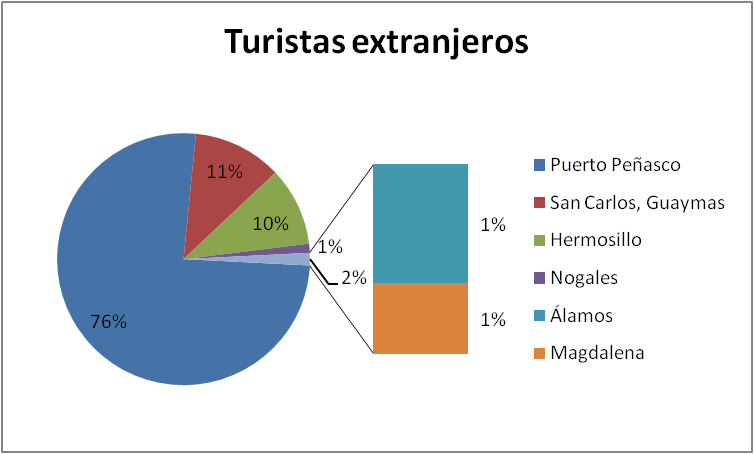 Turistas extranjeros
11%
10%
1%
2%
76%
1%
1%
Puerto Peñasco
San Carlos, Guaymas
Hermosillo
Nogales
Álamos
Magdalena